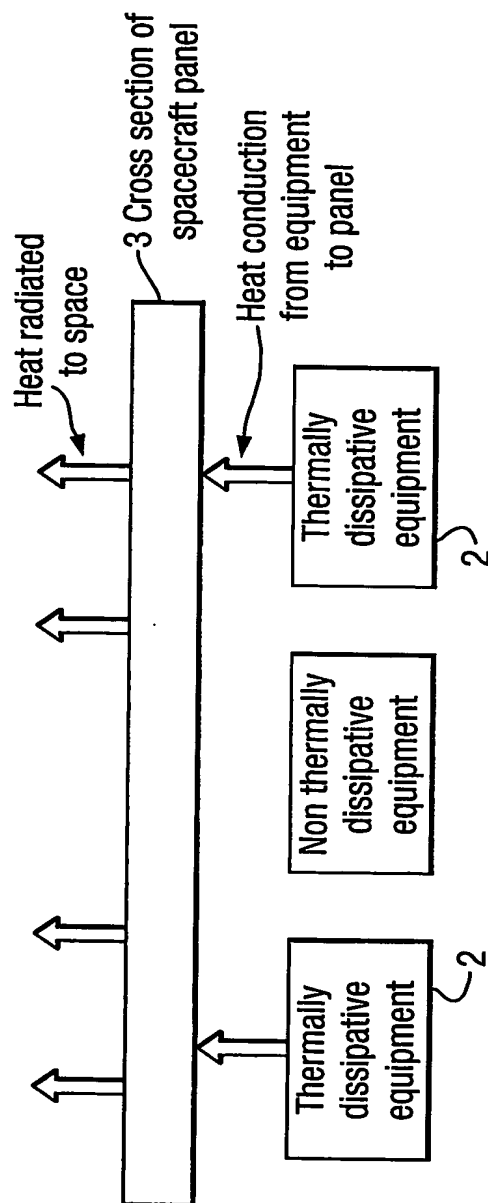 Heat radiated
to space
3 Cross section of
spacecraft panel
Heat conduction
from equipment
to panel
Thermally
dissipative
equipment
2
Non thermally
dissipative
equipment
Thermally
dissipative
equipment
2